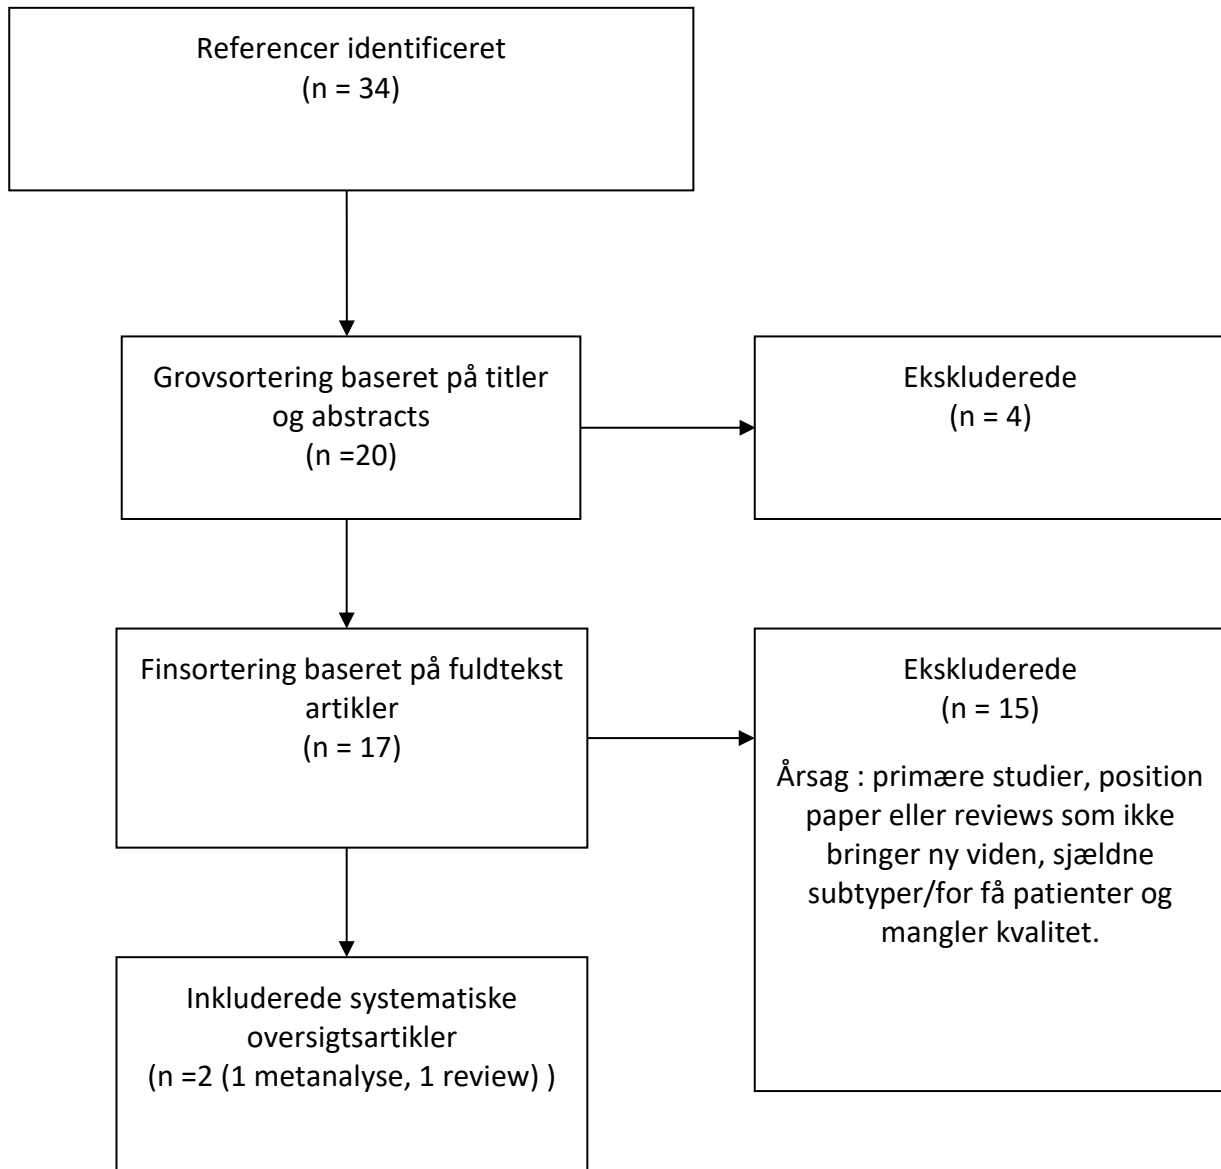 Referencer identificeret
(n = 34)
Grovsortering baseret på titler
og abstracts
(n =20)
Ekskluderede
(n = 4)
Finsortering baseret på fuldtekst
artikler
(n = 17)
Ekskluderede
(n = 15)
Årsag : primære studier, position
paper eller reviews som ikke
bringer ny viden, sjældne
subtyper/for få patienter og
mangler kvalitet.
Inkluderede systematiske
oversigtsartikler
(n =2 (1 metanalyse, 1 review) )